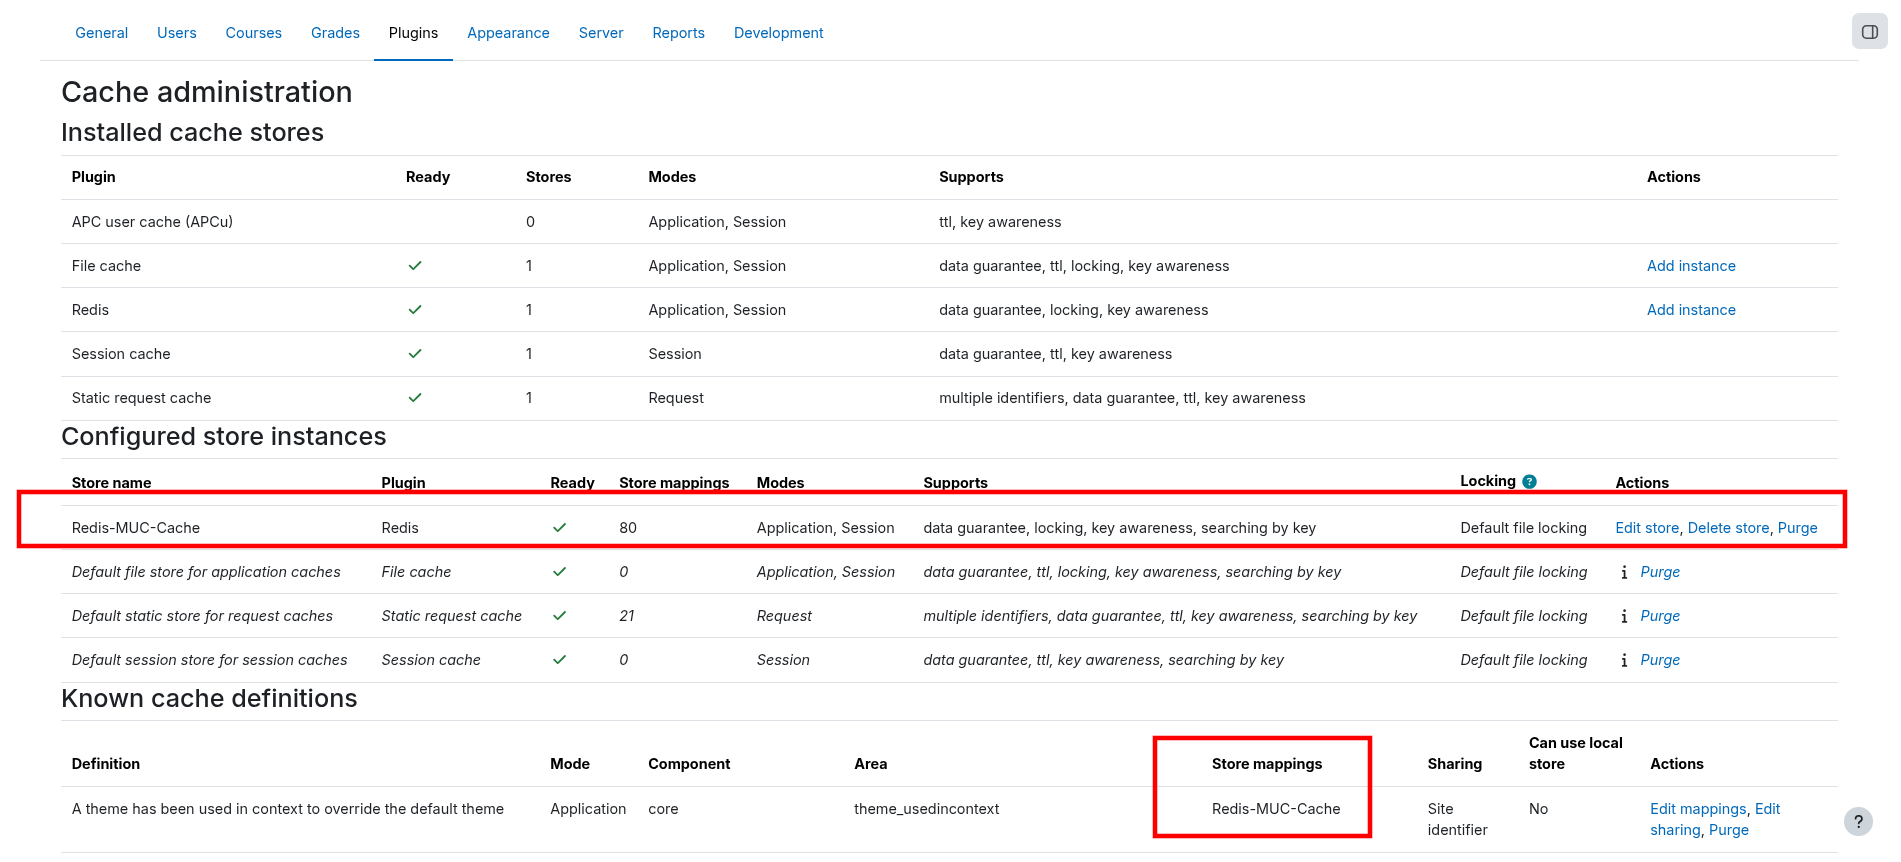 General Users Courses Grades Plugins Appearance Server Reports Development
Cache administration
Installed cache stores
Plugin Ready Stores Modes Supports Actions
APC user cache (APCu) 0 Application, Session ttl, key awareness
File cache 1 Application, Session data guarantee, ttl, locking, key awareness Add instance
Redis 1 Application, Session data guarantee, locking, key awareness Add instance
Session cache 1 Session data guarantee, ttl, key awareness
Static request cache 1 Request multiple identifiers, data guarantee, ttl, key awareness
Configured store instances
Store name Plugin Ready Store mappings Modes Supports Locking ? Actions
Redis-MUC-Cache Redis 80 Application, Session data guarantee, locking, key awareness, searching by key Default file locking Edit store, Delete store, Purge
Default file store for application caches File cache 0 Application, Session data guarantee, ttl, locking, key awareness, searching by key Default file locking i Purge
Default static store for request caches Static request cache 21 Request multiple identifiers, data guarantee, ttl, key awareness, searching by key Default file locking i Purge
Default session store for session caches Session cache 0 Session data guarantee, ttl, key awareness, searching by key Default file locking i Purge
Known cache definitions
Can use local
Definition Mode Component Area Store mappings Sharing store Actions
A theme has been used in context to override the default theme Application core theme_usedincontext Redis-MUC-Cache Site No Edit mappings, Edit
identifier sharing, Purge
?